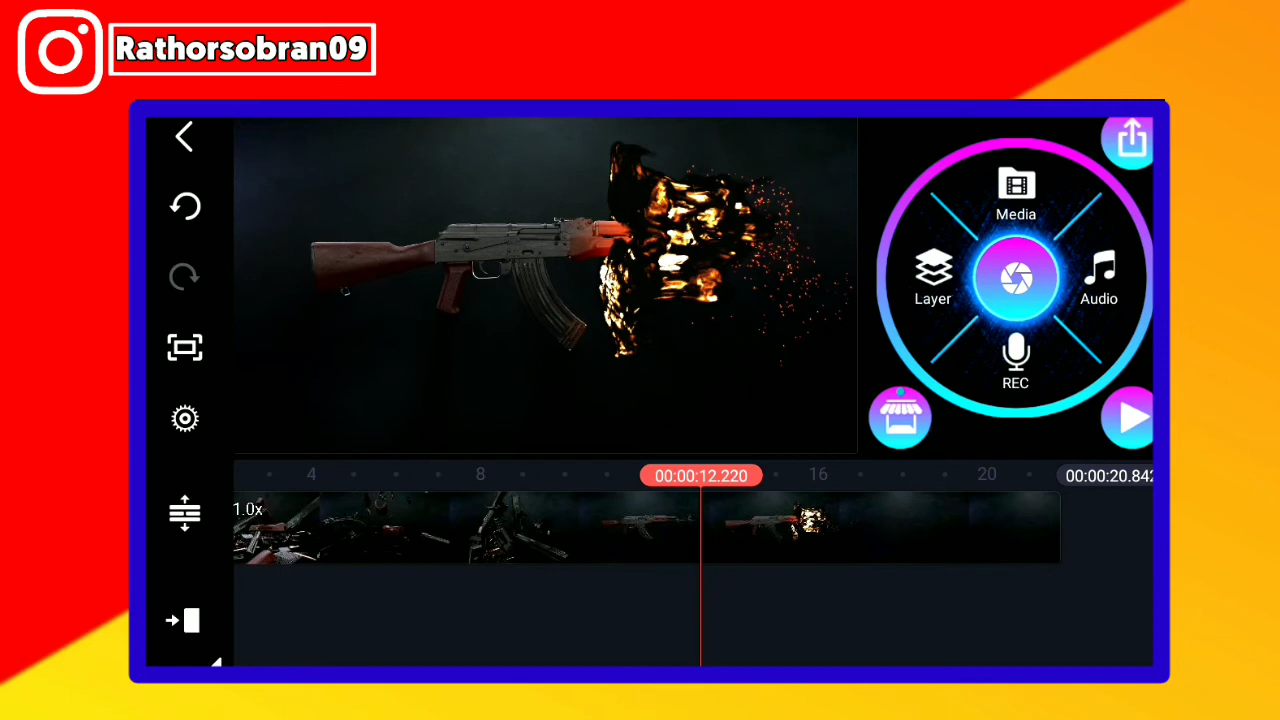 Rathorsobran09
Media
Layer
Audio
REC
4
8
00:00:12.220
16
20
00:00:20.842
1.0x